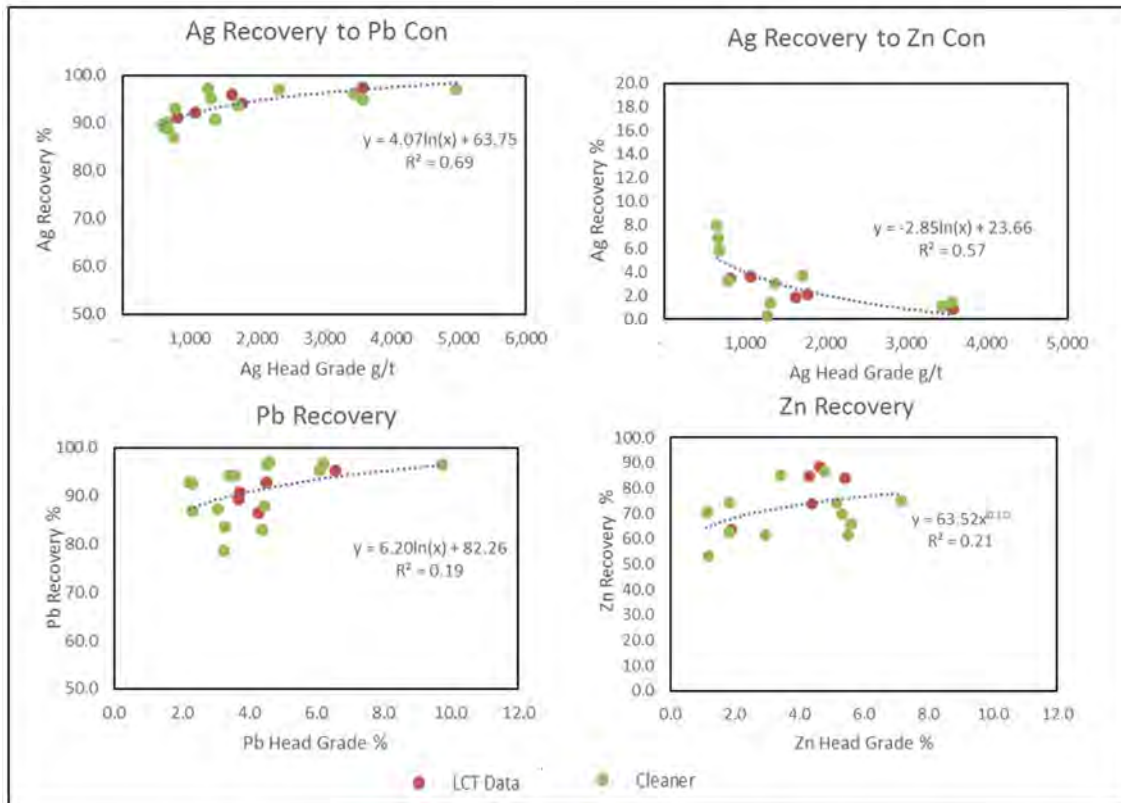 Ag Recovery to Pb Con
Ag Recovery %
100.0
90.0
80.0
70.0
60.0
50.0
y = 4.07ln(x) + 63.75
R² = 0.69
-
1,000
2,000
3,000
4,000
5,000
6,000
Ag Head Grade g/t
Ag Recovery to Zn Con
Ag Recovery %
20.0
18.0
16.0
14.0
12.0
10.0
8.0
6.0
4.0
2.0
0.0
y = -2.85ln(x) + 23.66
R² = 0.57
-
1,000
2,000
3,000
4,000
5,000
Ag Head Grade g/t
Pb Recovery
Pb Recovery %
100.0
90.0
80.0
70.0
60.0
50.0
y = 6.20ln(x) + 82.26
R² = 0.19
0.0
2.0
4.0
6.0
8.0
10.0
12.0
Pb Head Grade %
Zn Recovery
Zn Recovery %
100.0
90.0
80.0
70.0
60.0
50.0
40.0
30.0
20.0
10.0
0.0
y = 63.52x
R² = 0.21
0.0
2.0
4.0
6.0
8.0
10.0
12.0
Zn Head Grade %
LCT Data
Cleaner